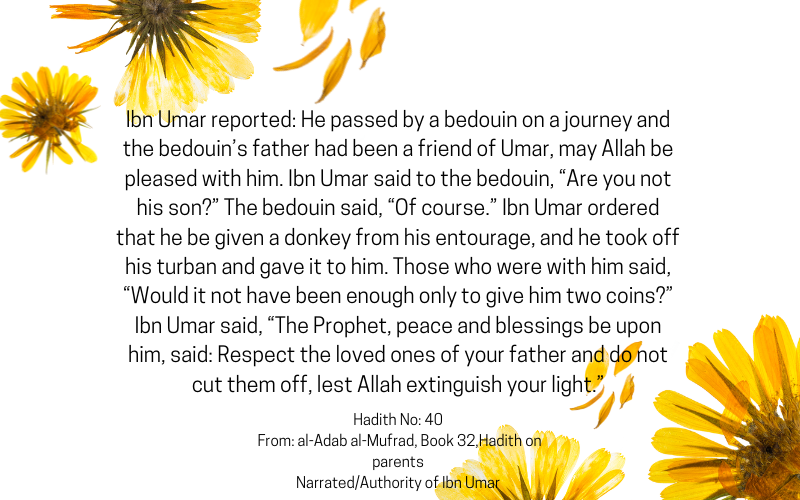 Ibn Umar reported: He passed by a bedouin on a journey and
the bedouin’s father had been a friend of Umar, may Allah be
pleased with him. Ibn Umar said to the bedouin, “Are you not
his son?” The bedouin said, “Of course.” Ibn Umar ordered
that he be given a donkey from his entourage, and he took off
his turban and gave it to him. Those who were with him said,
“Would it not have been enough only to give him two coins?”
Ibn Umar said, “The Prophet, peace and blessings be upon
him, said: Respect the loved ones of your father and do not
cut them off, lest Allah extinguish your light.”
Hadith No: 40
From: al-Adab al-Mufrad, Book 32,Hadith on
parents
Narrated/Authority of Ibn Umar